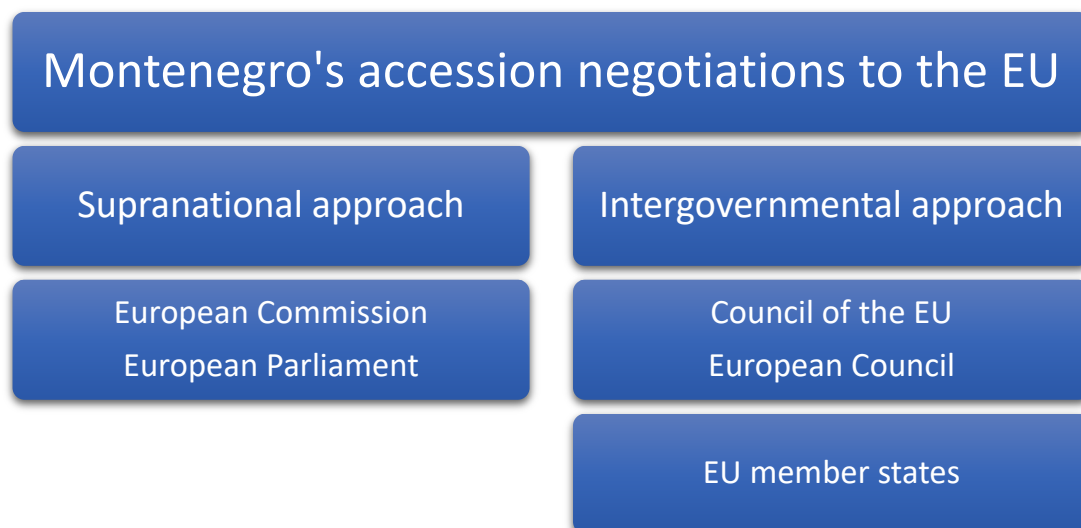 Montenegro's accession negotiations to the EU
Supranational approach
Intergovernmental approach
European Commission
European Parliament
Council of the EU
European Council
EU member states